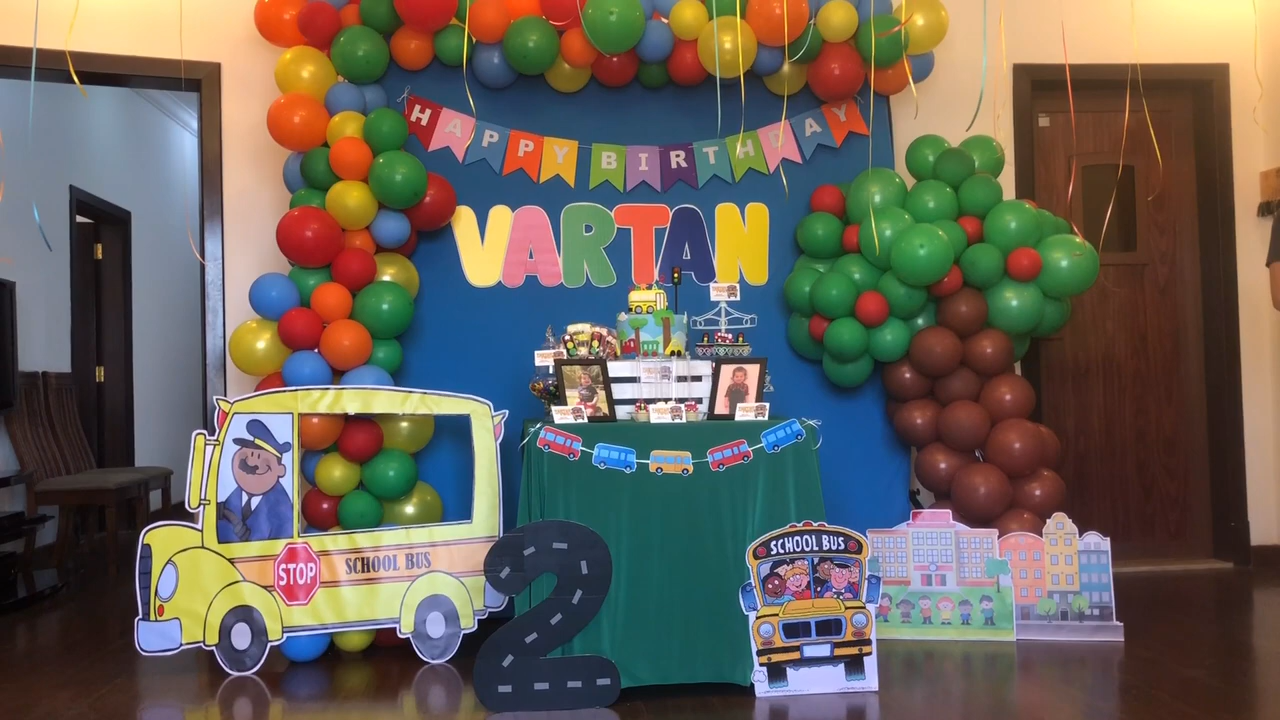 HAPPY BIRTHDAY
VARTAN
SCHOOL BUS
STOP
2
SCHOOL BUS